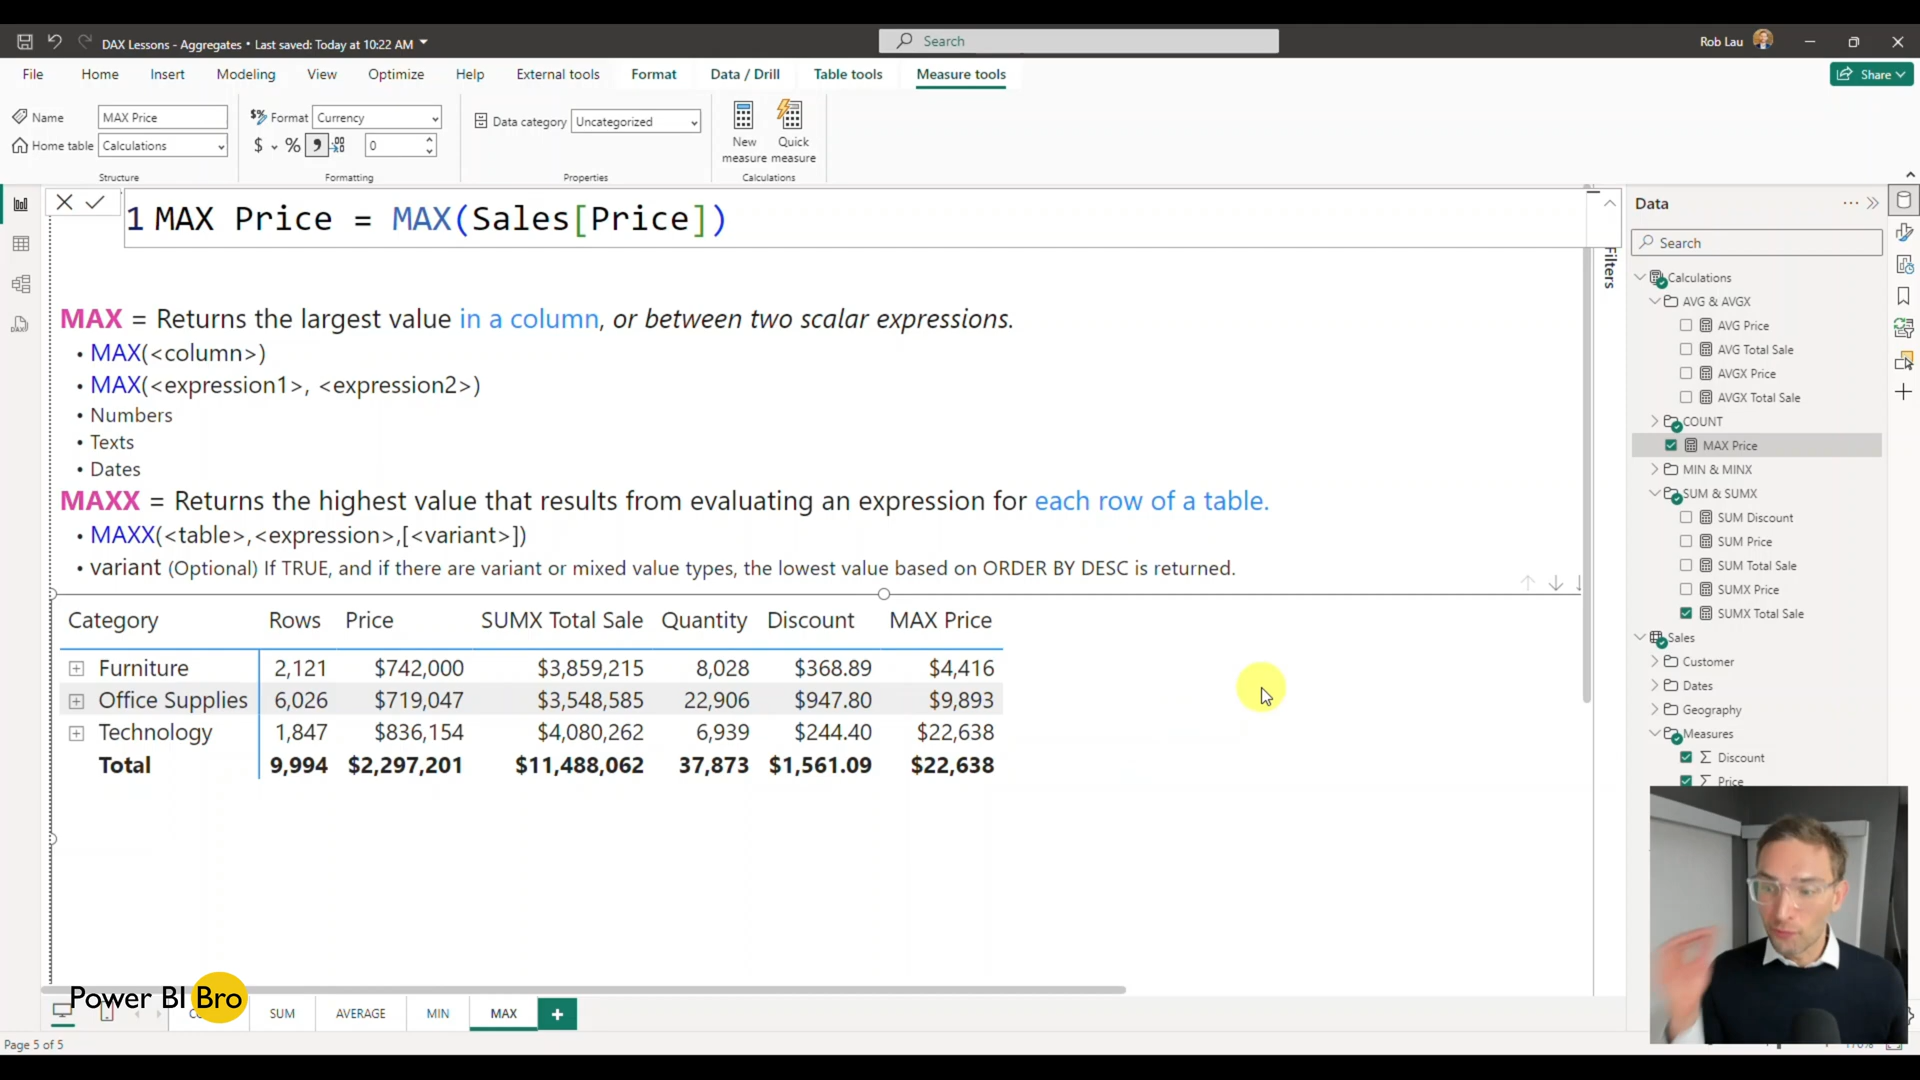 DAX Lessons - Aggregates • Last saved: Today at 10:22 AM
Search
Rob Lau
File Home Insert Modeling View Optimize Help External tools Format Data / Drill Table tools Measure tools
Share
Name MAX Price
Format Currency
Data category Uncategorized
Home table Calculations
$ % 0
New measure
Quick measure
Structure Formatting Properties Calculations
1 MAX Price = MAX(Sales[Price])
Filters
MAX = Returns the largest value in a column, or between two scalar expressions.
• MAX(<column>)
• MAX(<expression1>, <expression2>)
• Numbers
• Texts
• Dates
MAXX = Returns the highest value that results from evaluating an expression for each row of a table.
• MAXX(<table>,<expression>,[<variant>])
• variant (Optional) If TRUE, and if there are variant or mixed value types, the lowest value based on ORDER BY DESC is returned.
Category Rows Price SUMX Total Sale Quantity Discount MAX Price
Furniture 2,121 $742,000 $3,859,215 8,028 $368.89 $4,416
Office Supplies 6,026 $719,047 $3,548,585 22,906 $947.80 $9,893
Technology 1,847 $836,154 $4,080,262 6,939 $244.40 $22,638
Total 9,994 $2,297,201 $11,488,062 37,873 $1,561.09 $22,638
Data
Search
Calculations
AVG & AVGX
AVG Price
AVG Total Sale
AVGX Price
AVGX Total Sale
COUNT
MAX Price
MIN & MINX
SUM & SUMX
SUM Discount
SUM Price
SUM Total Sale
SUMX Price
SUMX Total Sale
Sales
Customer
Dates
Geography
Measures
Discount
Price
Power BI Bro
SUM AVERAGE MIN MAX +
Page 5 of 5